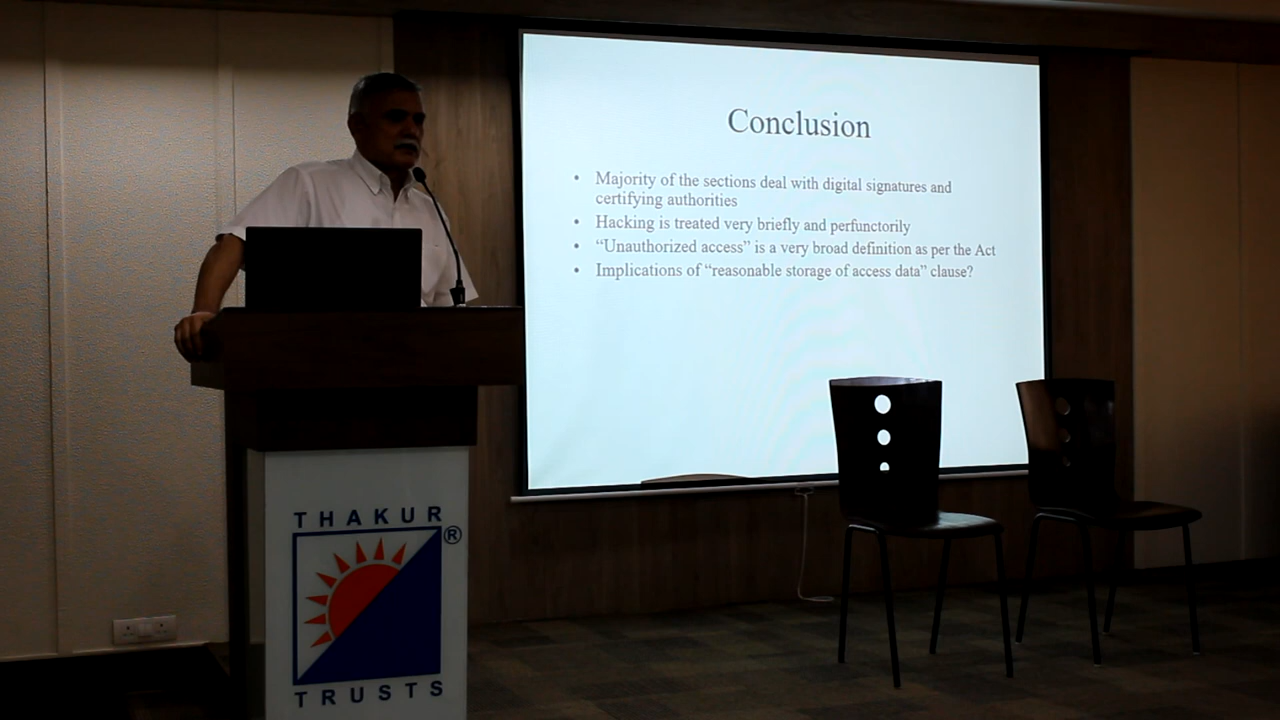 Conclusion
• Majority of the sections deal with digital signatures and
certifying authorities
• Hacking is treated very briefly and perfunctorily
• “Unauthorized access” is a very broad definition as per the Act
• Implications of “reasonable storage of access data” clause?
THAKUR
®
TRUSTS